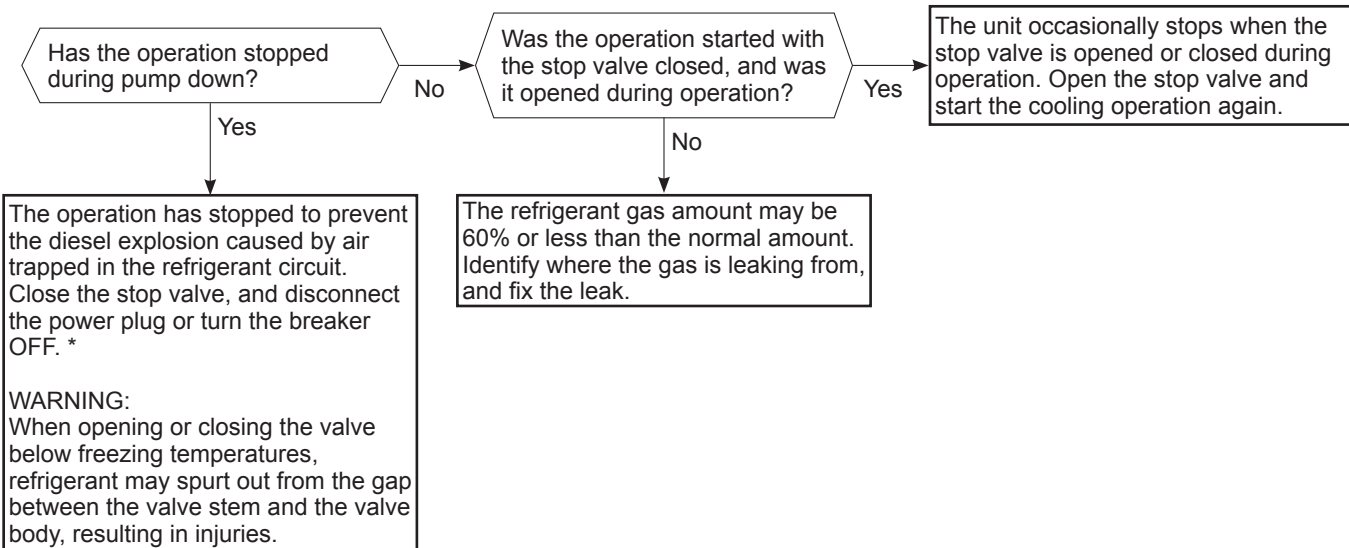 Has the operation stopped
during pump down?
No
Yes
Was the operation started with
the stop valve closed, and was
it opened during operation?
Yes
No
The unit occasionally stops when the
stop valve is opened or closed during
operation. Open the stop valve and
start the cooling operation again.
The operation has stopped to prevent
the diesel explosion caused by air
trapped in the refrigerant circuit.
Close the stop valve, and disconnect
the power plug or turn the breaker
OFF. *
WARNING:
When opening or closing the valve
below freezing temperatures,
refrigerant may spurt out from the gap
between the valve stem and the valve
body, resulting in injuries.
The refrigerant gas amount may be
60% or less than the normal amount.
Identify where the gas is leaking from,
and fix the leak.